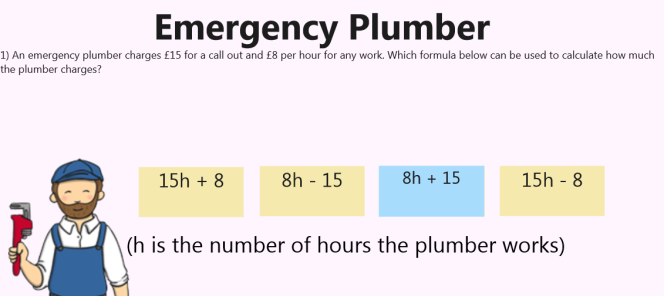 Emergency Plumber
1) An emergency plumber charges £15 for a call out and £8 per hour for any work. Which formula below can be used to calculate how much
the plumber charges?
15h + 8
8h - 15
8h + 15
15h - 8
(h is the number of hours the plumber works)